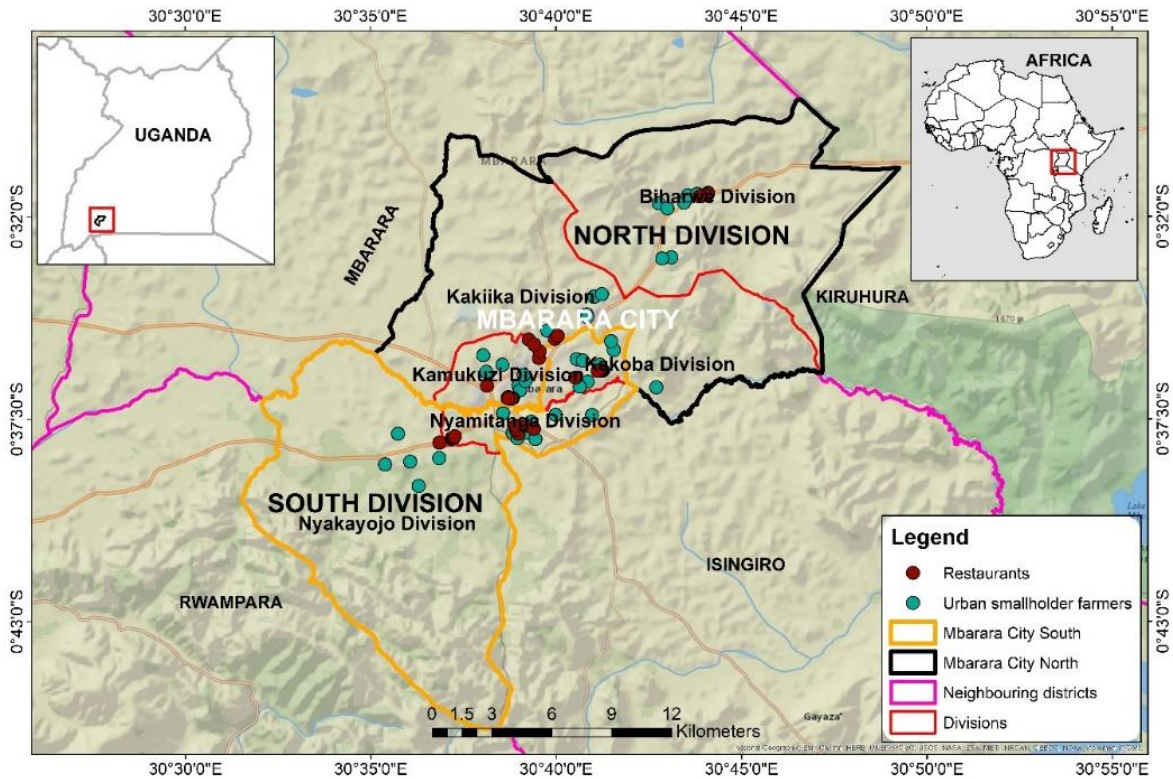 30°30'0"E 30°35'0"E 30°40'0"E 30°45'0"E 30°50'0"E 30°55'0"E
UGANDA
AFRICA
MBARARA
0°32'0"S
0°32'0"S
Biharwe Division
NORTH DIVISION
MBARARA
Kakiika Division
KIRUHURA
MBARARA CITY
1870 m
Kakoba Division
Kamukuzi Division
0°37'30"S
0°37'30"S
Nyamitanga Division
SOUTH DIVISION
Nyakayojo Division
ISINGIRO
RWAMPARA
0°43'0"S
0°43'0"S
Legend
Restaurants
Urban smallholder farmers
Mbarara City South
Mbarara City North
Neighbouring districts
Divisions
Gayaza
0 1.5 3 6 9 12
Kilometers
30°30'0"E 30°35'0"E 30°40'0"E 30°45'0"E 30°50'0"E 30°55'0"E